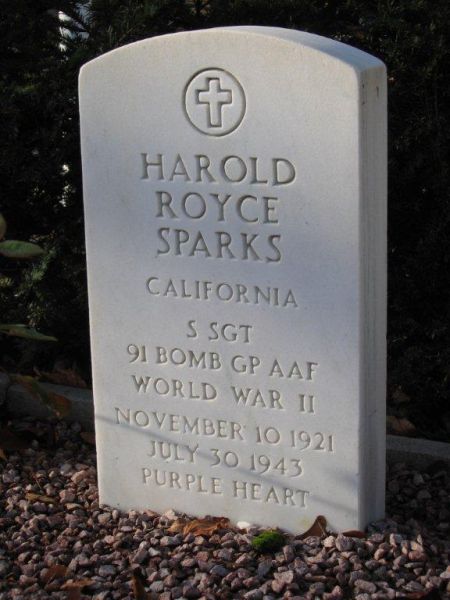 HAROLD
ROYCE
SPARKS
CALIFORNIA
S SGT
91 BOMB GP AAF
WORLD WAR II
NOVEMBER 10 1921
JULY 30 1943
PURPLE HEART